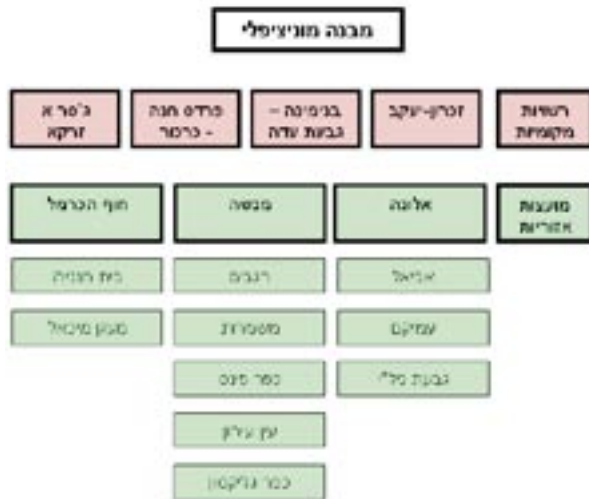 מבנה מוניציפלי
רשויות
מקומיות
זכרון-יעקב
בנימינה –
גבעת עדה
פרדס חנה
- כרכור
ג'סר א
זרקא
מועצות
אזוריות
אלונה
מנשה
חוף הכרמל
אביאל
עמיקם
גבעת ניל"י
רגבים
משמרות
כפר פינס
עין עירון
כפר גליקסון
בית חנניה
מעגן מיכאל